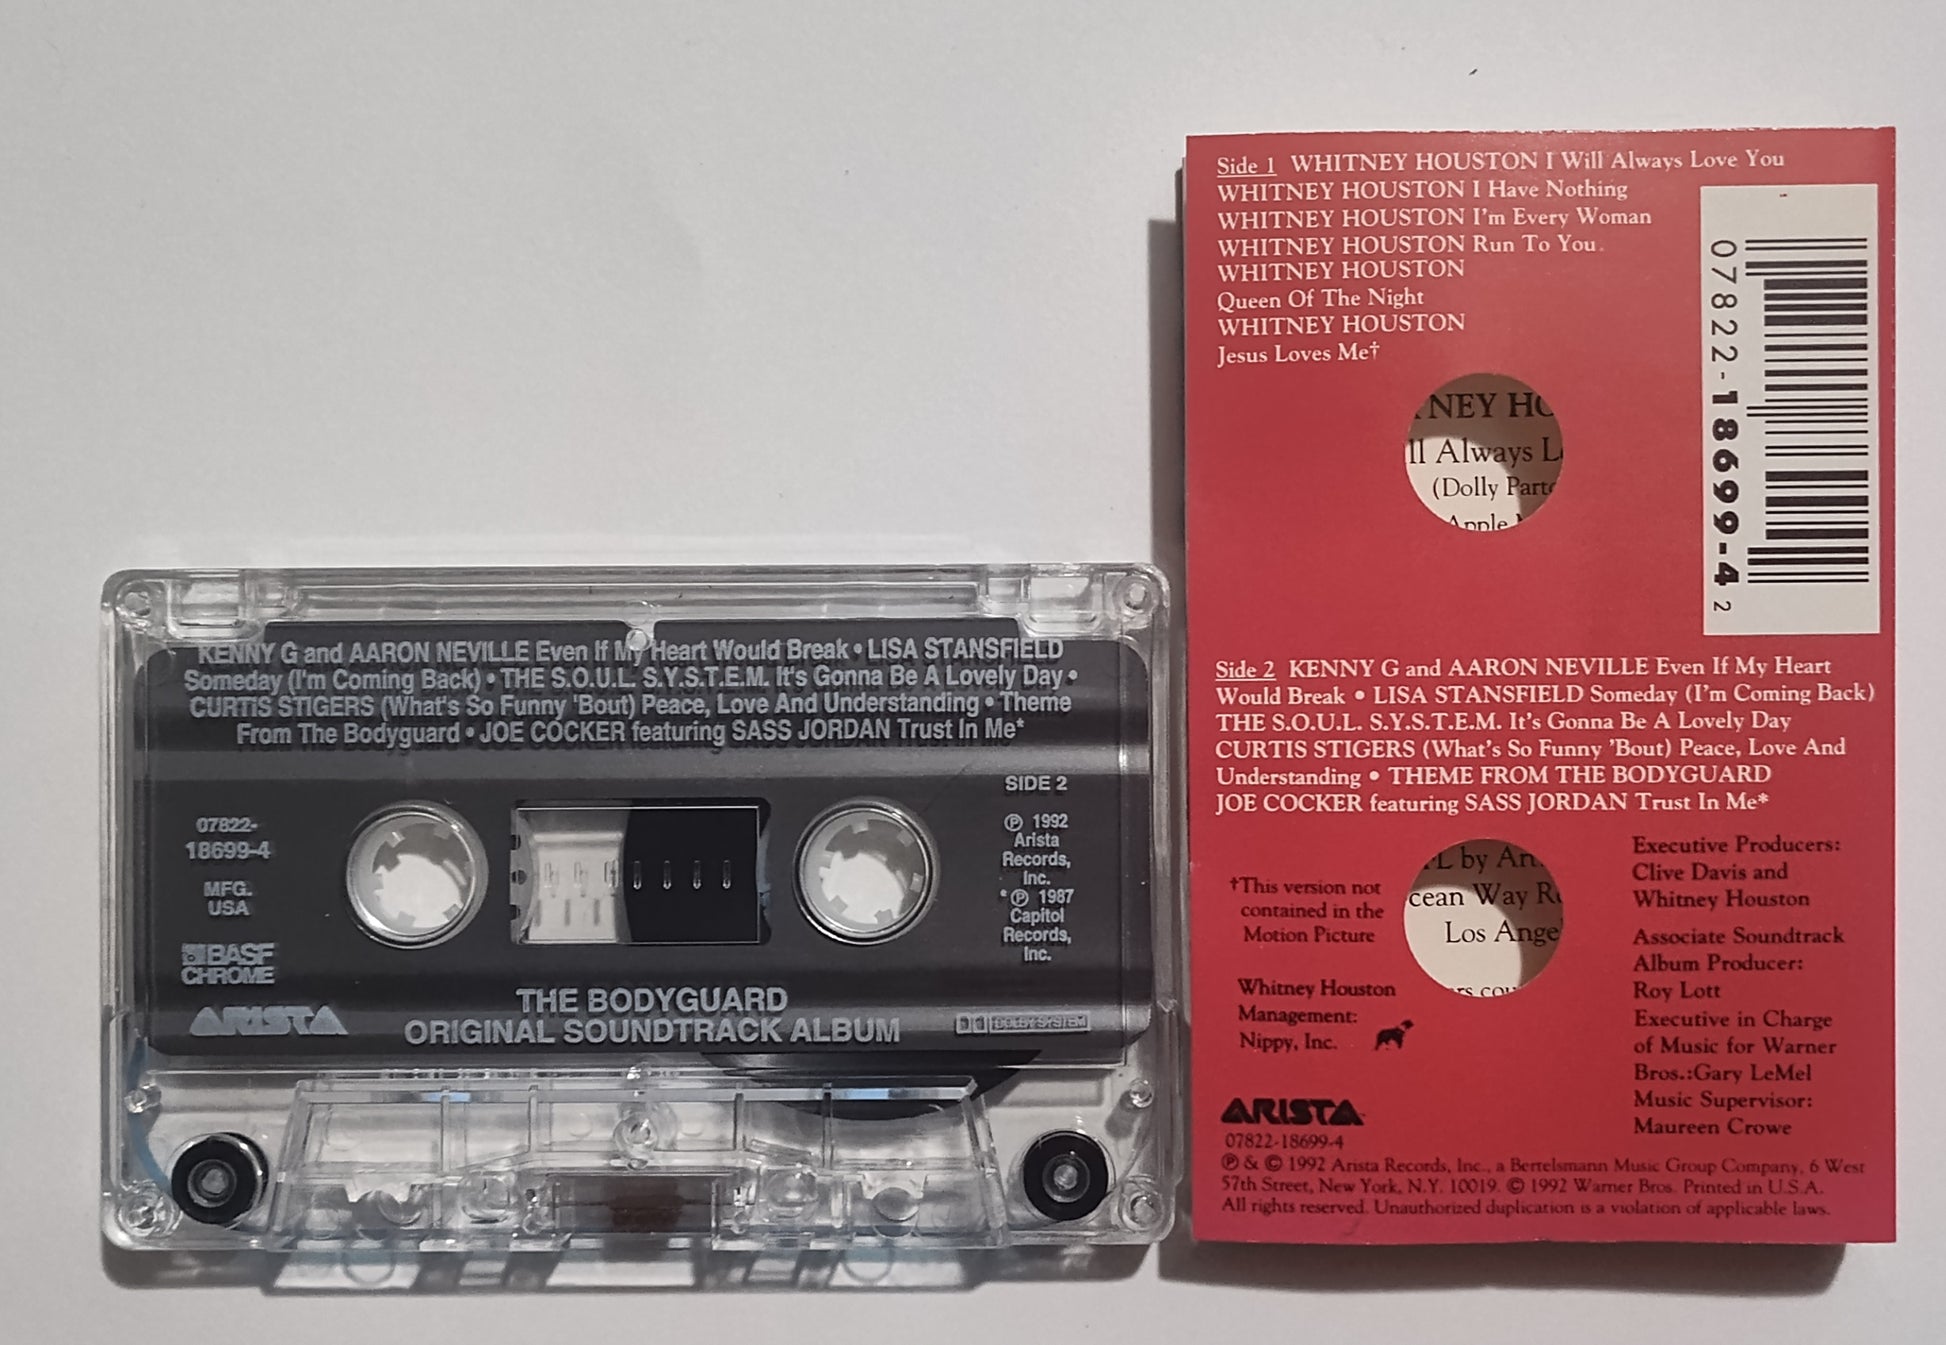 KENNY G and AARON NEVILLE Even If My Heart Would Break • LISA STANSFIELD
Someday (I'm Coming Back) • THE S.O.U.L. S.Y.S.T.E.M. It's Gonna Be A Lovely Day •
CURTIS STIGERS (What's So Funny 'Bout) Peace, Love And Understanding • Theme
From The Bodyguard • JOE COCKER featuring SASS JORDAN Trust In Me*
SIDE 2
07822-
18699-4
MFG.
USA
BASF
CHROME
ARISTA
℗ 1992
Arista
Records,
Inc.
*℗ 1987
Capitol
Records,
Inc.
THE BODYGUARD
ORIGINAL SOUNDTRACK ALBUM
DOLBY SYSTEM
Side 1 WHITNEY HOUSTON I Will Always Love You
WHITNEY HOUSTON I Have Nothing
WHITNEY HOUSTON I'm Every Woman
WHITNEY HOUSTON Run To You
WHITNEY HOUSTON
Queen Of The Night
WHITNEY HOUSTON
Jesus Loves Me†
07822-18699-4 2
NEY HO
ll Always L
(Dolly Parto
Apple
Side 2 KENNY G and AARON NEVILLE Even If My Heart
Would Break • LISA STANSFIELD Someday (I'm Coming Back)
THE S.O.U.L. S.Y.S.T.E.M. It's Gonna Be A Lovely Day
CURTIS STIGERS (What's So Funny 'Bout) Peace, Love And
Understanding • THEME FROM THE BODYGUARD
JOE COCKER featuring SASS JORDAN Trust In Me*
L by An
cean Way R
Los Ange
rs cou
†This version not
contained in the
Motion Picture
Whitney Houston
Management:
Nippy, Inc.
Executive Producers:
Clive Davis and
Whitney Houston
Associate Soundtrack
Album Producer:
Roy Lott
Executive in Charge
of Music for Warner
Bros.:Gary LeMel
Music Supervisor:
Maureen Crowe
ARISTA
07822-18699-4
℗ & © 1992 Arista Records, Inc., a Bertelsmann Music Group Company, 6 West
57th Street, New York, N.Y. 10019. © 1992 Warner Bros. Printed in U.S.A.
All rights reserved. Unauthorized duplication is a violation of applicable laws.